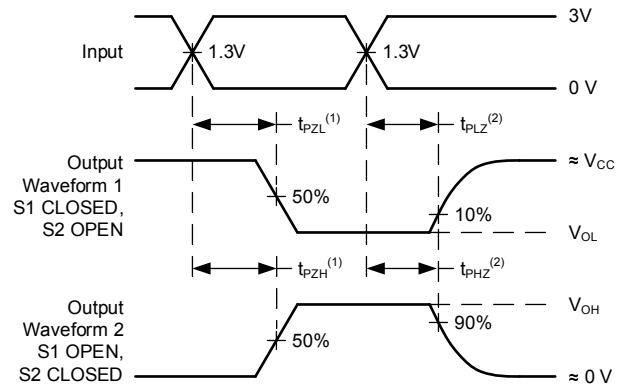 3V
Input
1.3V
1.3V
0 V
tPZL(1)
tPLZ(2)
Output
Waveform 1
S1 CLOSED,
S2 OPEN
≈ VCC
50%
10%
VOL
tPZH(1)
tPHZ(2)
Output
Waveform 2
S1 OPEN,
S2 CLOSED
VOH
90%
50%
≈ 0 V